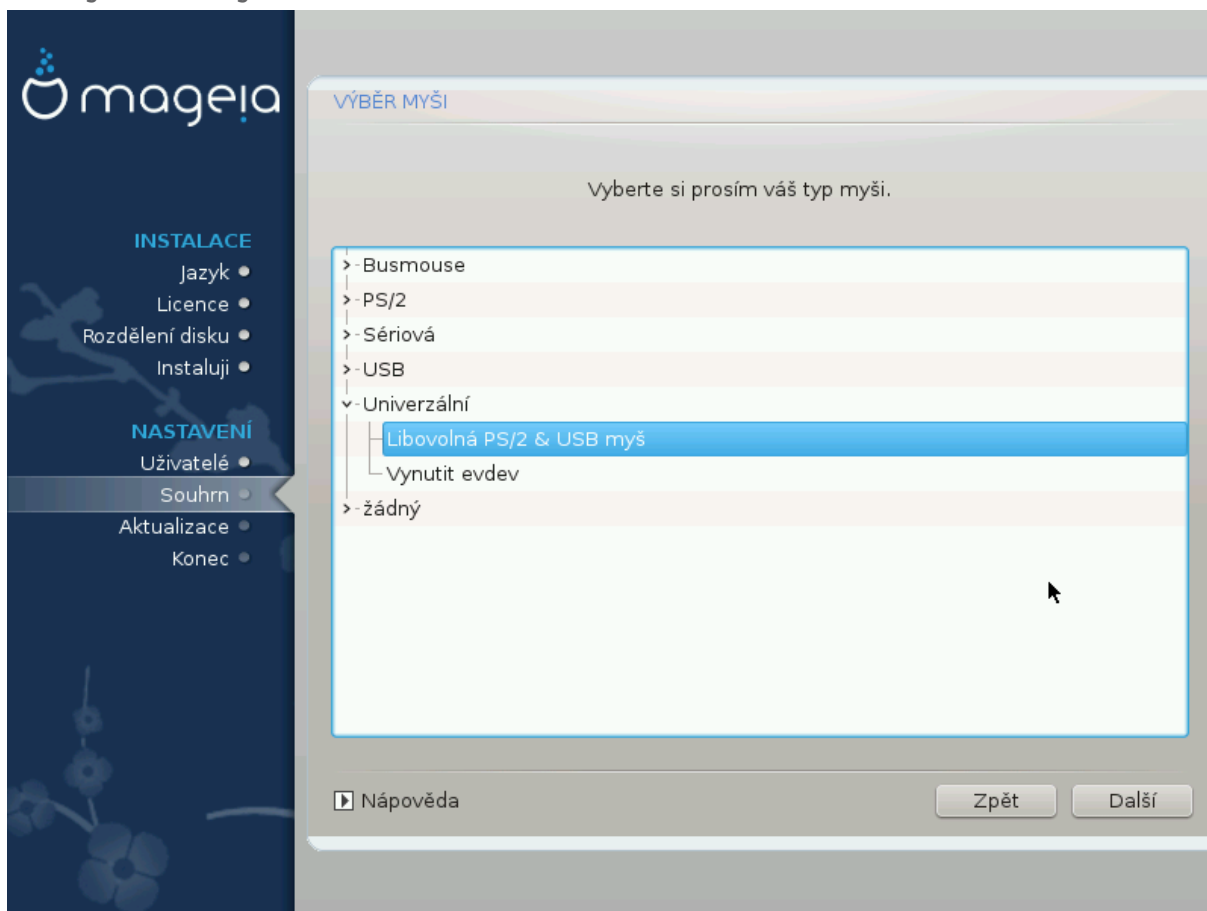 mageia
INSTALACE
Jazyk
Licence
Rozdělení disku
Instaluji
NASTAVENÍ
Uživatelé
Souhrn
Aktualizace
Konec
VÝBĚR MYŠI
Vyberte si prosím váš typ myši.
Busmouse
PS/2
Sériová
USB
Univerzální
Libovolná PS/2 & USB myš
Vynutit evdev
žádný
Nápověda
Zpět
Další